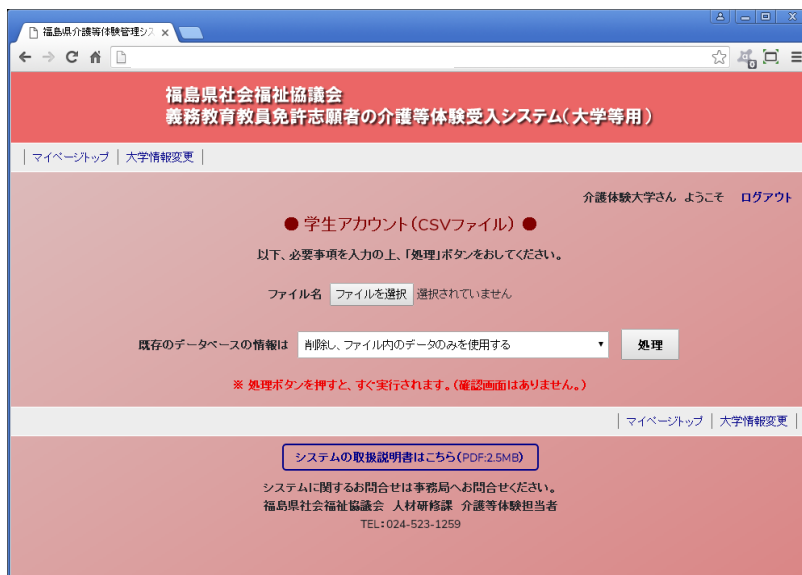 福島県介護等体験管理シス
福島県社会福祉協議会
義務教育教員免許志願者の介護等体験受入システム(大学等用)
│ マイページトップ │ 大学情報変更 │
介護体験大学さん ようこそ ログアウト
● 学生アカウント(CSVファイル) ●
以下、必要事項を入力の上、「処理」ボタンをおしてください。
ファイル名 ファイルを選択 選択されていません
既存のデータベースの情報は 削除し、ファイル内のデータのみを使用する 処理
※ 処理ボタンを押すと、すぐ実行されます。(確認画面はありません。)
│ マイページトップ │ 大学情報変更 │
システムの取扱説明書はこちら(PDF:2.5MB)
システムに関するお問合せは事務局へお問合せください。
福島県社会福祉協議会 人材研修課 介護等体験担当者
TEL:024-523-1259